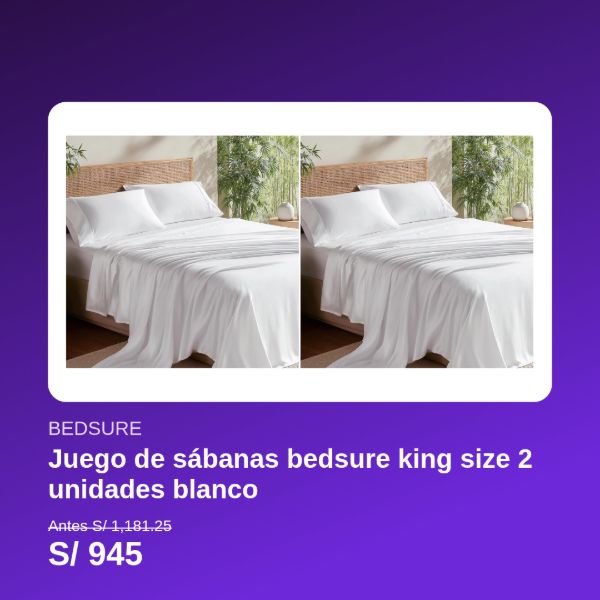 BEDSURE
Juego de sábanas bedsure king size 2
unidades blanco
Antes S/ 1,181.25
S/ 945